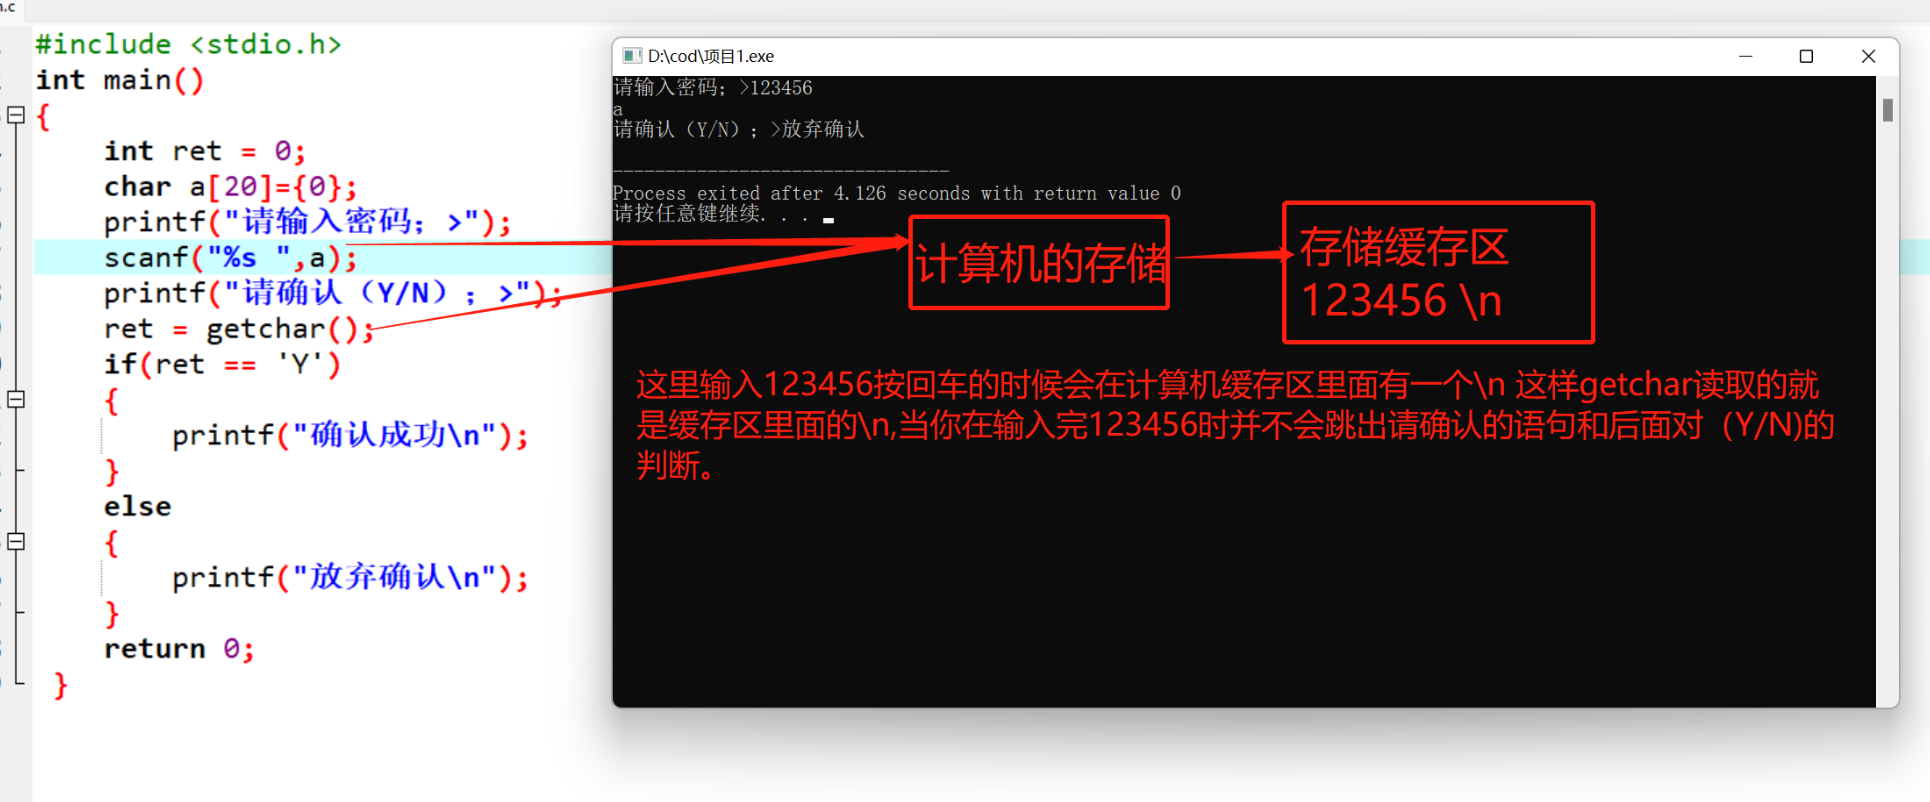 n.c
#include <stdio.h>
int main()
{
int ret = 0;
char a[20]={0};
printf("请输入密码；>");
scanf("%s ",a);
printf("请确认（Y/N）；>");
ret = getchar();
if(ret == 'Y')
{
printf("确认成功\n");
}
else
{
printf("放弃确认\n");
}
return 0;
}
D:\cod\项目1.exe
请输入密码；>123456
a
请确认（Y/N）；>放弃确认
--------------------------------
Process exited after 4.126 seconds with return value 0
请按任意键继续. . .
计算机的存储
存储缓存区
123456 \n
这里输入123456按回车的时候会在计算机缓存区里面有一个\n 这样getchar读取的就
是缓存区里面的\n,当你在输入完123456时并不会跳出请确认的语句和后面对（Y/N)的
判断。